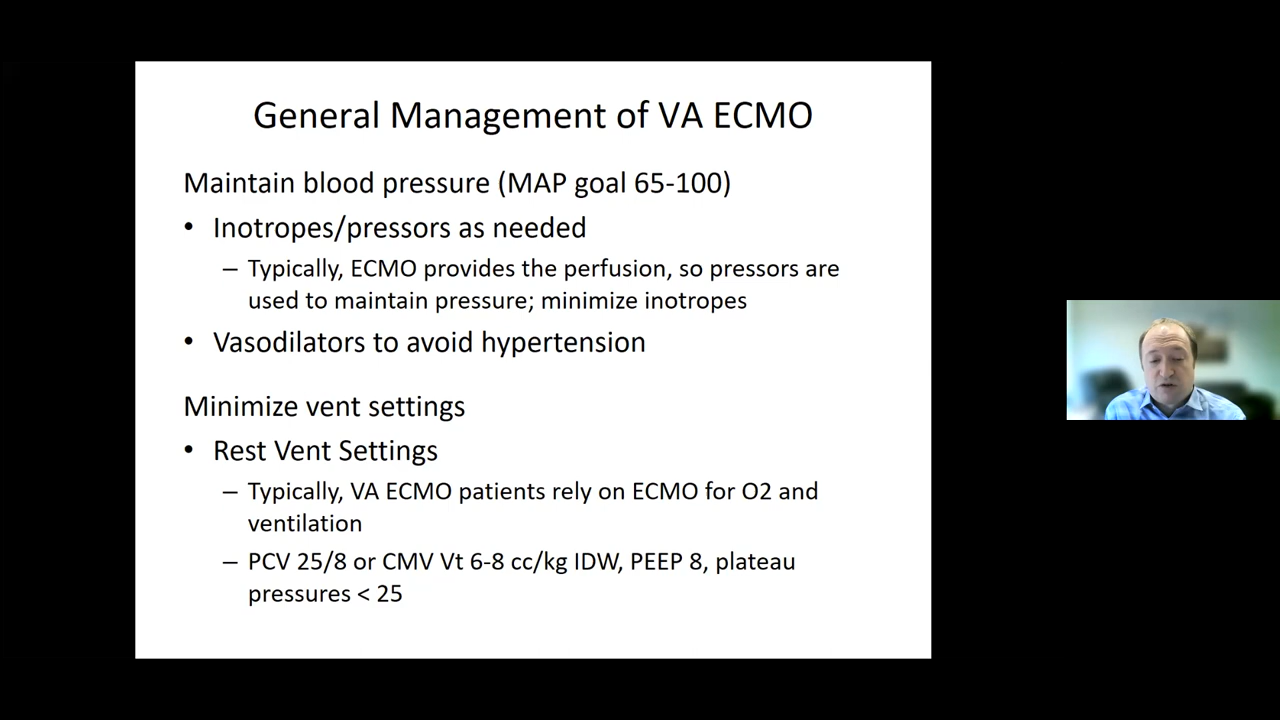 General Management of VA ECMO
Maintain blood pressure (MAP goal 65-100)
• Inotropes/pressors as needed
– Typically, ECMO provides the perfusion, so pressors are
used to maintain pressure; minimize inotropes
• Vasodilators to avoid hypertension
Minimize vent settings
• Rest Vent Settings
– Typically, VA ECMO patients rely on ECMO for O2 and
ventilation
– PCV 25/8 or CMV Vt 6-8 cc/kg IDW, PEEP 8, plateau
pressures < 25